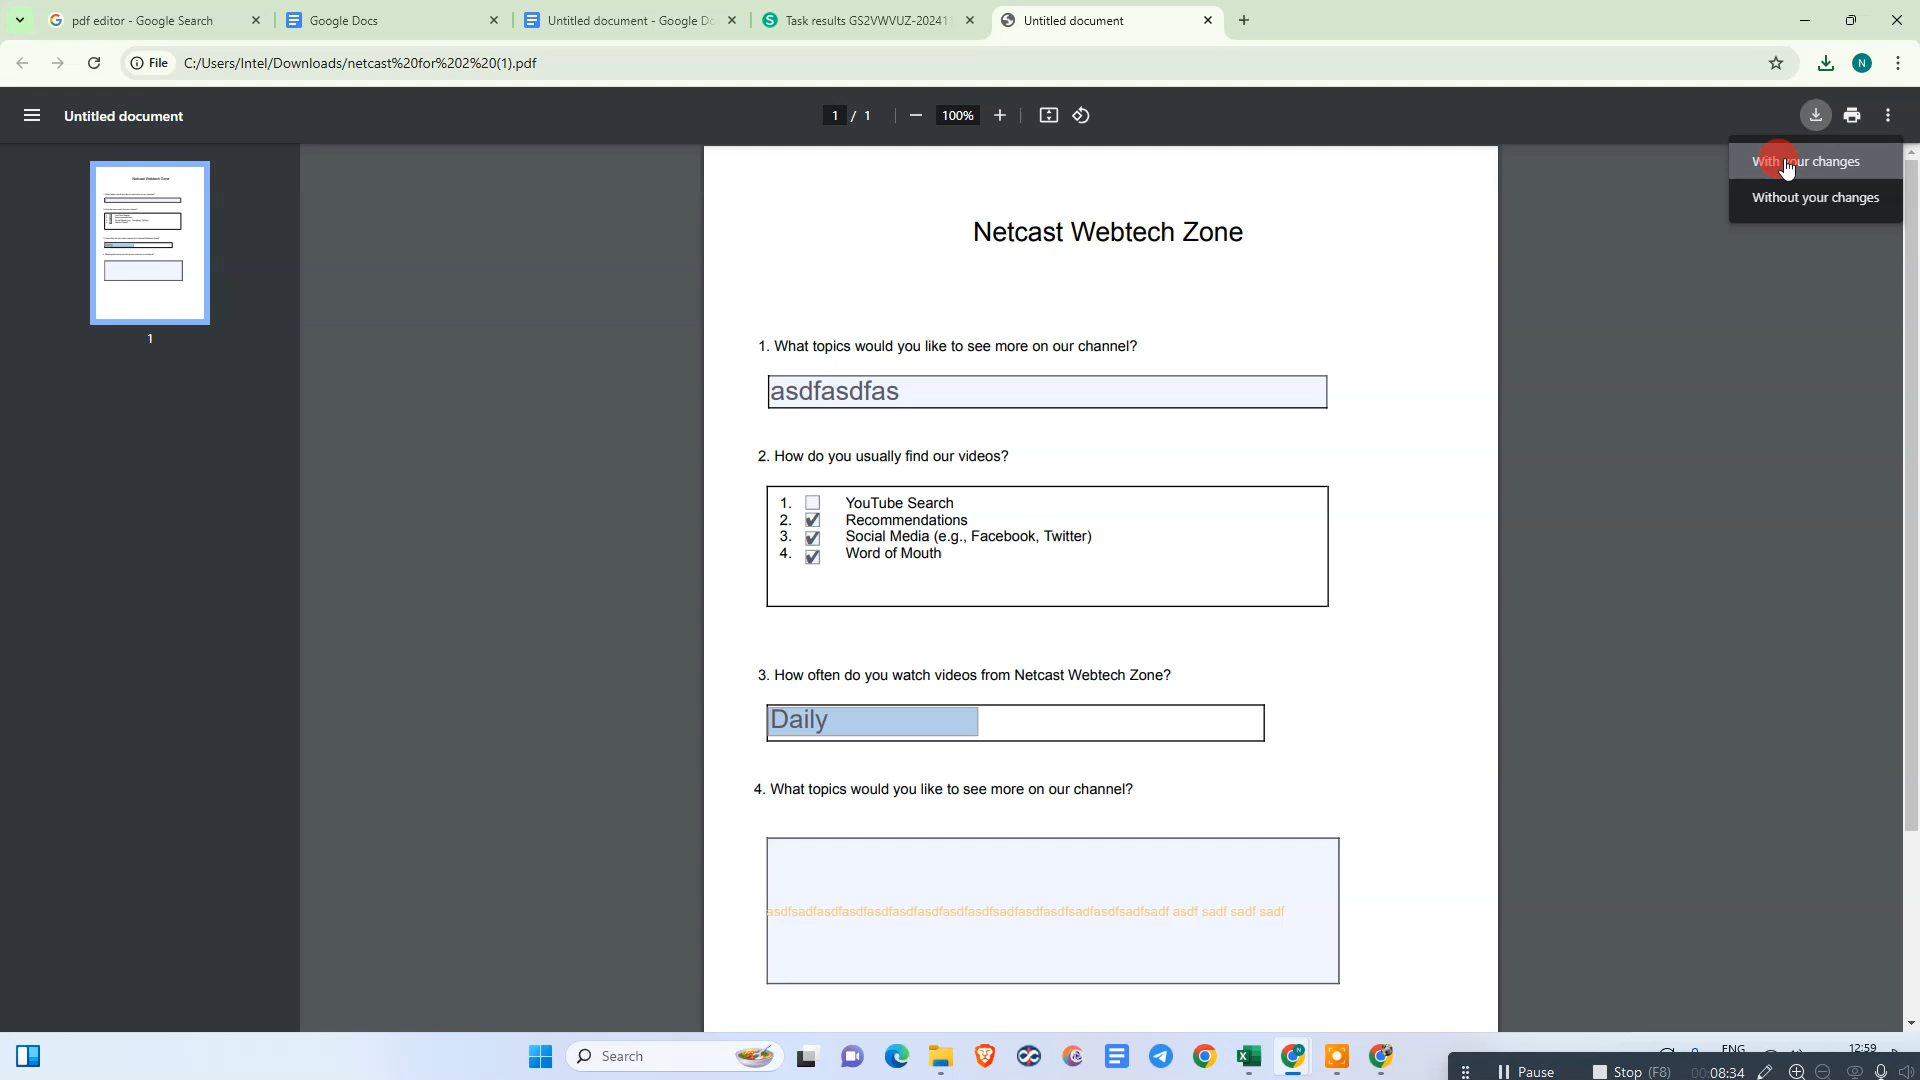 pdf editor - Google Search
Google Docs
Untitled document - Google Do
Task results GS2VWVUZ-20241
Untitled document
File
C:/Users/Intel/Downloads/netcast%20for%202%20(1).pdf
N
Untitled document
1 / 1
100%
With your changes
Without your changes
1
Netcast Webtech Zone
1. What topics would you like to see more on our channel?
asdfasdfas
2. How do you usually find our videos?
1. YouTube Search
2. Recommendations
3. Social Media (e.g., Facebook, Twitter)
4. Word of Mouth
3. How often do you watch videos from Netcast Webtech Zone?
Daily
4. What topics would you like to see more on our channel?
asdf sadf sadf sadf
Search
ENG
12:59
Pause
Stop (F8)
00:08:34